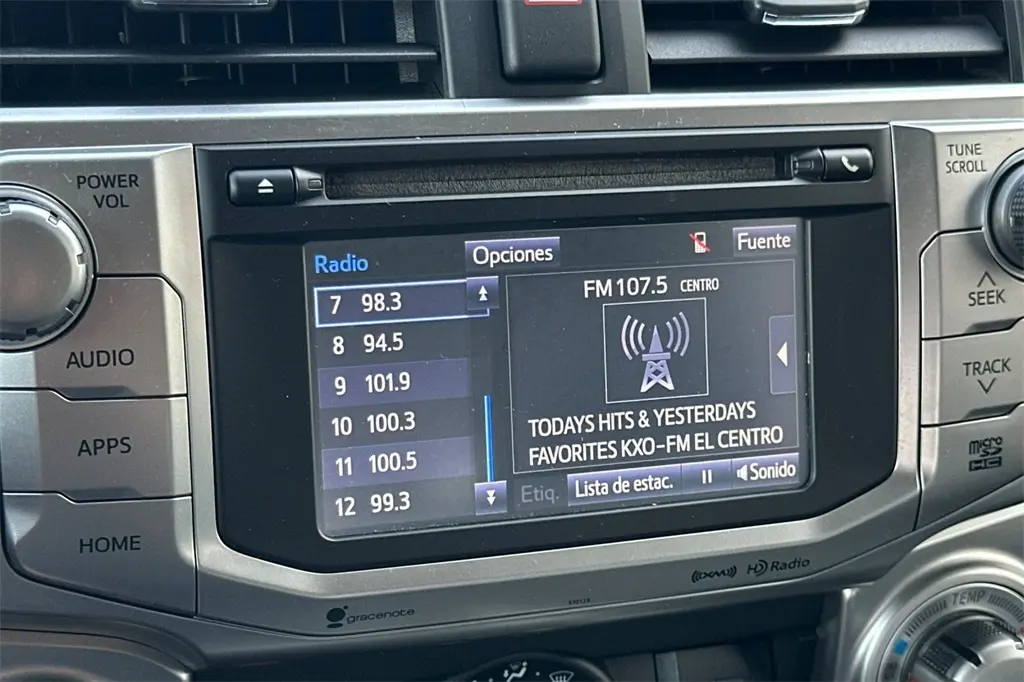 POWER
VOL
AUDIO
APPS
HOME
Radio
Opciones
Fuente
7 98.3
8 94.5
9 101.9
10 100.3
11 100.5
12 99.3
FM 107.5 CENTRO
TODAYS HITS & YESTERDAYS
FAVORITES KXO-FM EL CENTRO
Etiq.
Lista de estac.
Sonido
TUNE
SCROLL
SEEK
TRACK
micro
SD
HC
gracenote
((XM))
HD Radio
TEMP